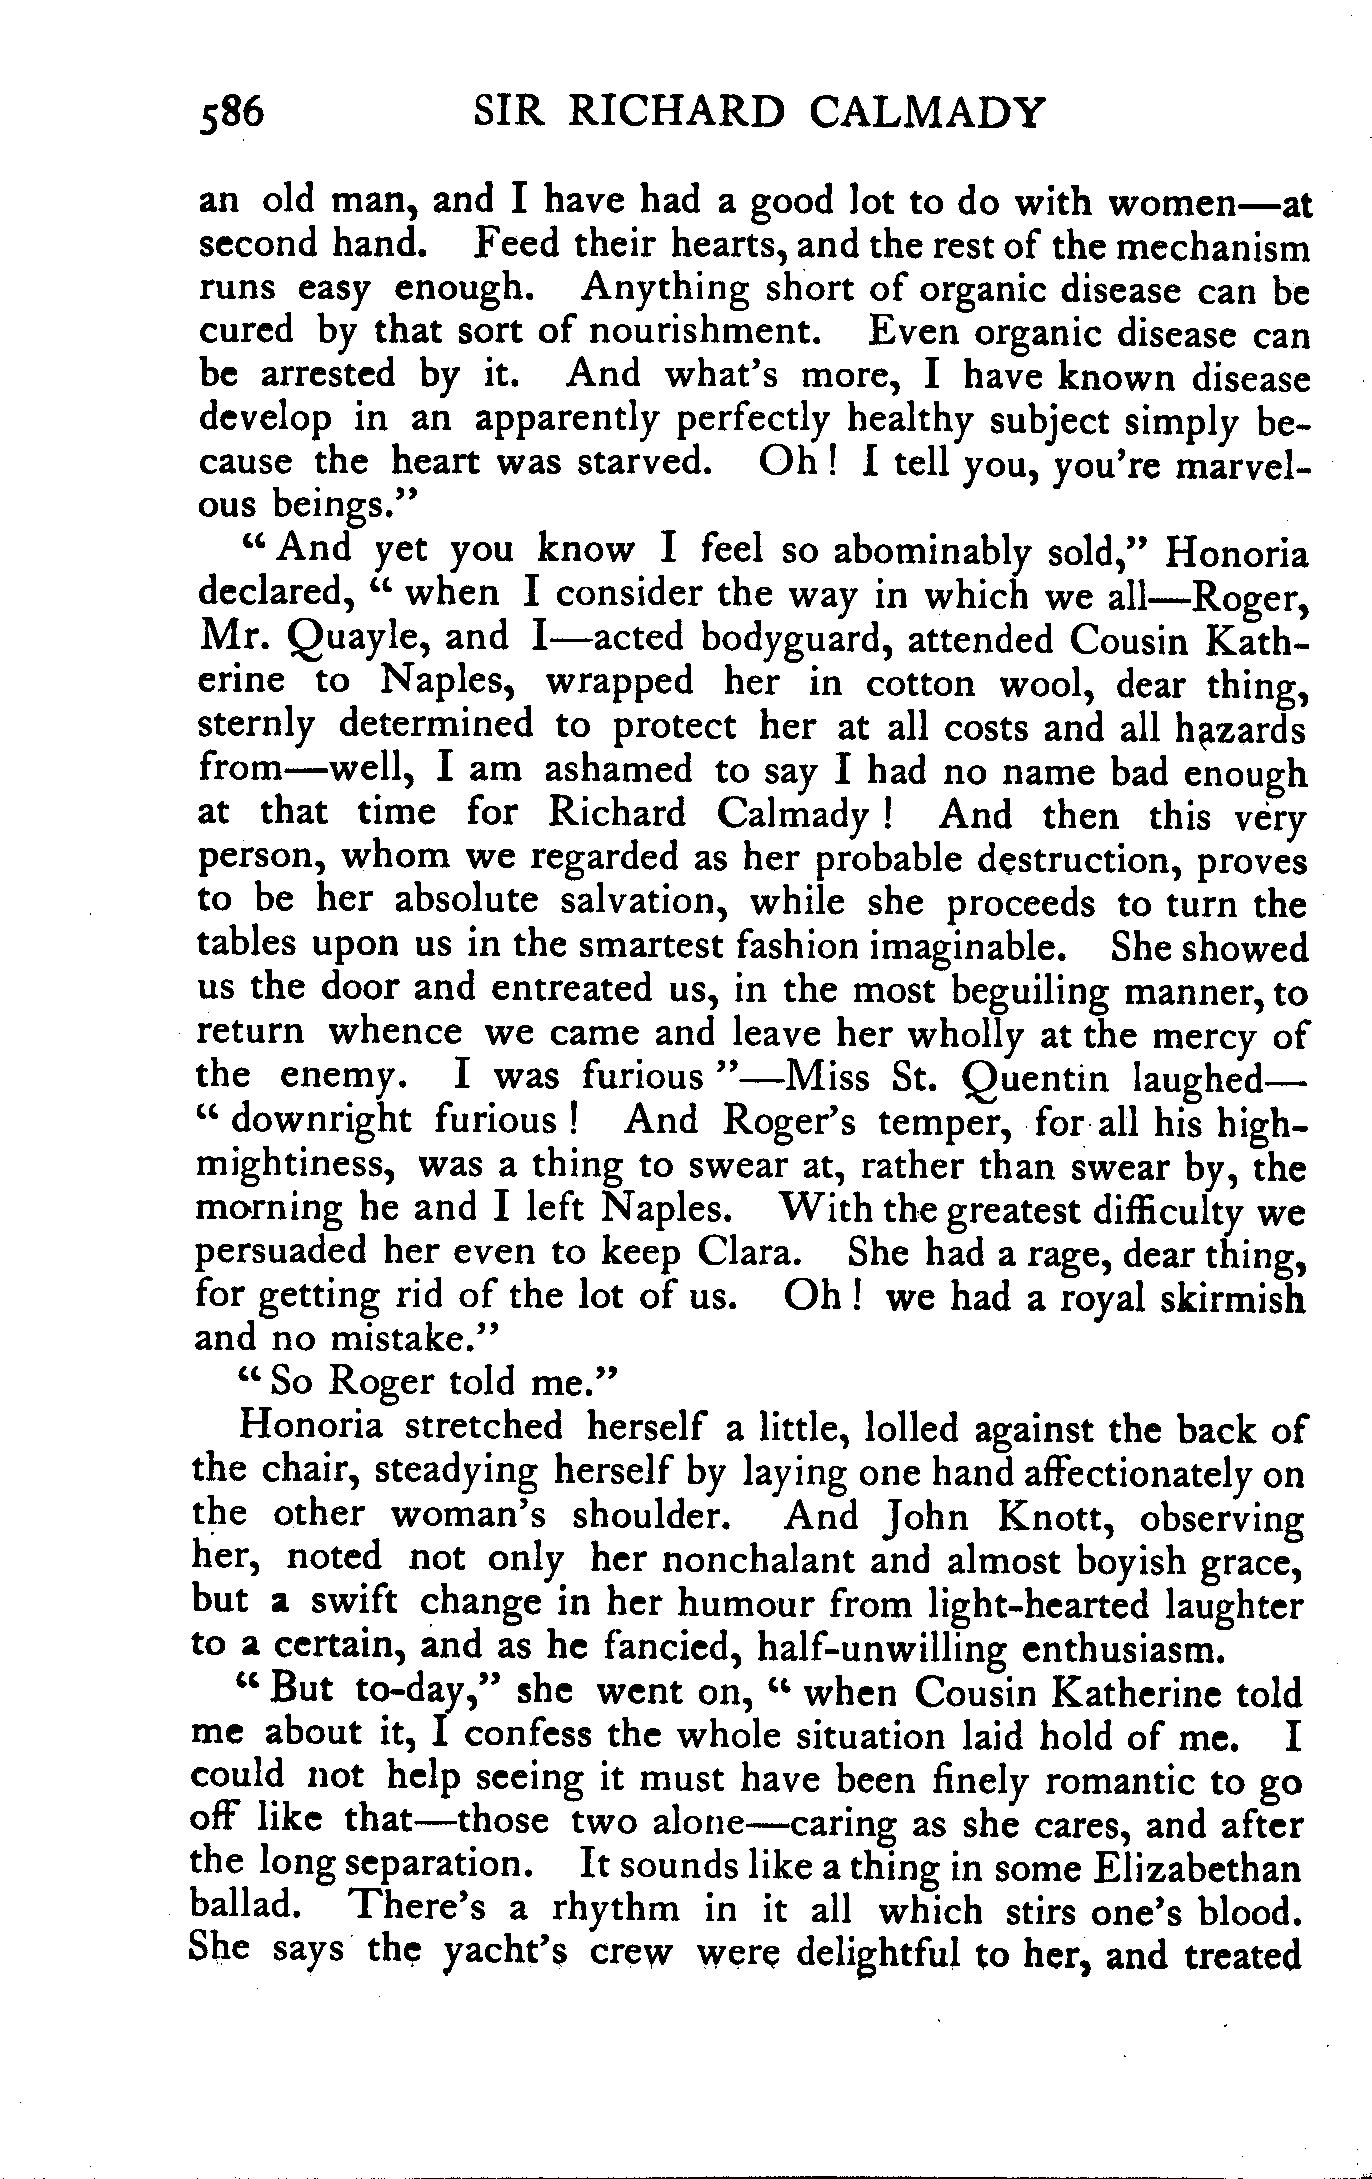 586 SIR RICHARD CALMADY
an old man, and I have had a good lot to do with women—at
second hand. Feed their hearts, and the rest of the mechanism
runs easy enough. Anything short of organic disease can be
cured by that sort of nourishment. Even organic disease can
be arrested by it. And what's more, I have known disease
develop in an apparently perfectly healthy subject simply be-
cause the heart was starved. Oh! I tell you, you're marvel-
ous beings."
"And yet you know I feel so abominably sold," Honoria
declared, "when I consider the way in which we all—Roger,
Mr. Quayle, and I—acted bodyguard, attended Cousin Kath-
erine to Naples, wrapped her in cotton wool, dear thing,
sternly determined to protect her at all costs and all hazards
from—well, I am ashamed to say I had no name bad enough
at that time for Richard Calmady! And then this very
person, whom we regarded as her probable destruction, proves
to be her absolute salvation, while she proceeds to turn the
tables upon us in the smartest fashion imaginable. She showed
us the door and entreated us, in the most beguiling manner, to
return whence we came and leave her wholly at the mercy of
the enemy. I was furious"—Miss St. Quentin laughed—
"downright furious! And Roger's temper, for all his high-
mightiness, was a thing to swear at, rather than swear by, the
morning he and I left Naples. With the greatest difficulty we
persuaded her even to keep Clara. She had a rage, dear thing,
for getting rid of the lot of us. Oh! we had a royal skirmish
and no mistake."
"So Roger told me."
Honoria stretched herself a little, lolled against the back of
the chair, steadying herself by laying one hand affectionately on
the other woman's shoulder. And John Knott, observing
her, noted not only her nonchalant and almost boyish grace,
but a swift change in her humour from light-hearted laughter
to a certain, and as he fancied, half-unwilling enthusiasm.
"But to-day," she went on, "when Cousin Katherine told
me about it, I confess the whole situation laid hold of me. I
could not help seeing it must have been finely romantic to go
off like that—those two alone—caring as she cares, and after
the long separation. It sounds like a thing in some Elizabethan
ballad. There's a rhythm in it all which stirs one's blood.
She says the yacht's crew were delightful to her, and treated